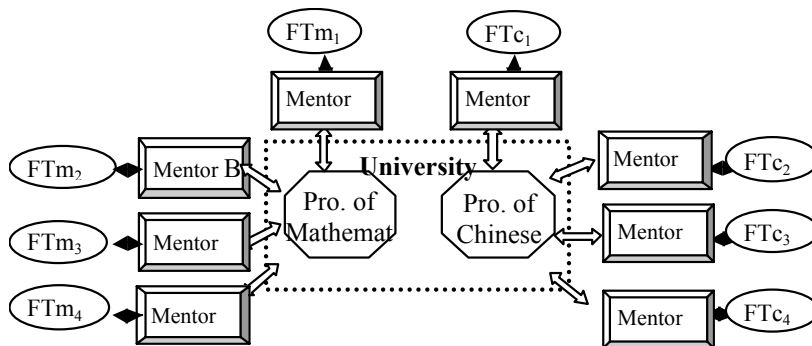 FTm₁
FTc₁
Mentor
Mentor
FTm₂
Mentor B
University
Mentor
FTc₂
Pro. of
Mathemat
Pro. of
Chinese
FTm₃
Mentor
Mentor
FTc₃
FTm₄
Mentor
Mentor
FTc₄